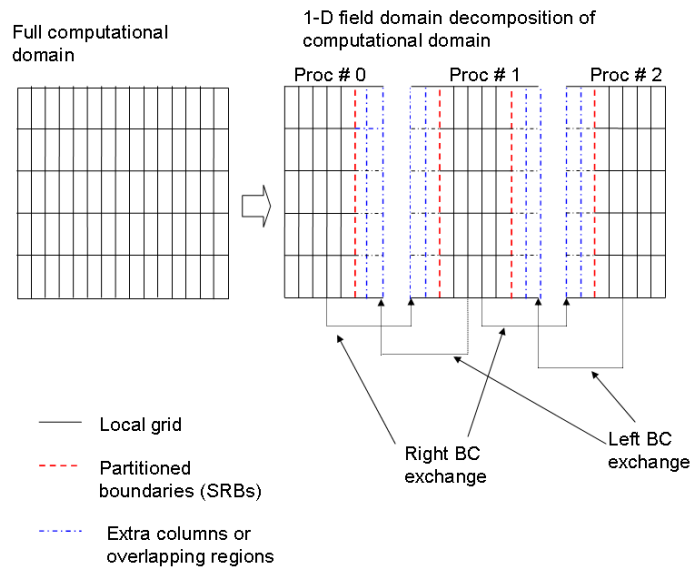 Full computational
domain
1-D field domain decomposition of
computational domain
Proc # 0
Proc # 1
Proc # 2
Local grid
Partitioned
boundaries (SRBs)
Extra columns or
overlapping regions
Right BC
exchange
Left BC
exchange